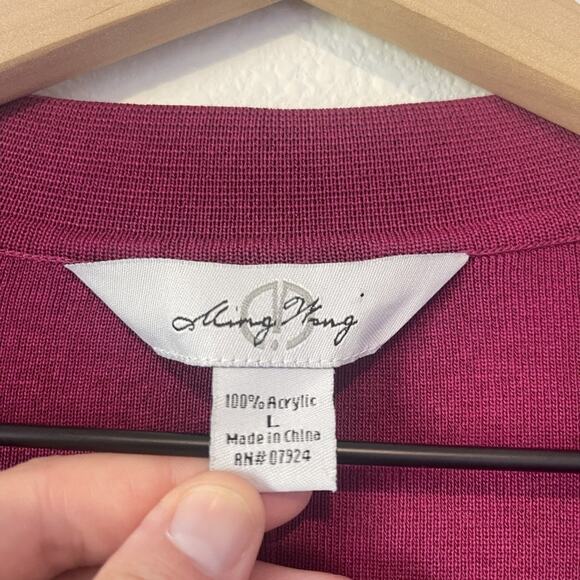 Ming Wang
100% Acrylic
L
Made in China
RN# 07924